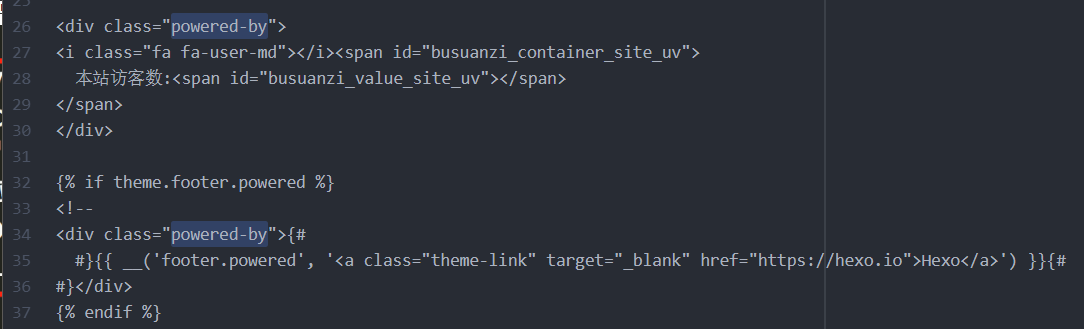 25
26 <div class="powered-by">
27 <i class="fa fa-user-md"></i><span id="busuanzi_container_site_uv">
28   本站访客数:<span id="busuanzi_value_site_uv"></span>
29 </span>
30 </div>
31
32 {% if theme.footer.powered %}
33 <!--
34 <div class="powered-by">{#
35   #}{{ __('footer.powered', '<a class="theme-link" target="_blank" href="https://hexo.io">Hexo</a>') }}{#
36 #}</div>
37 {% endif %}